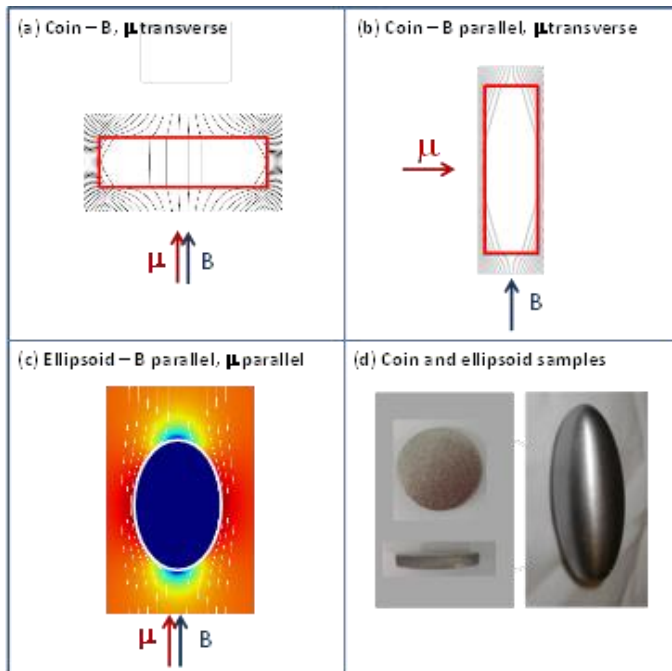 (a) Coin – B, μ transverse
μ B
(b) Coin – B parallel, μ transverse
μ
B
(c) Ellipsoid – B parallel, μ parallel
μ B
(d) Coin and ellipsoid samples